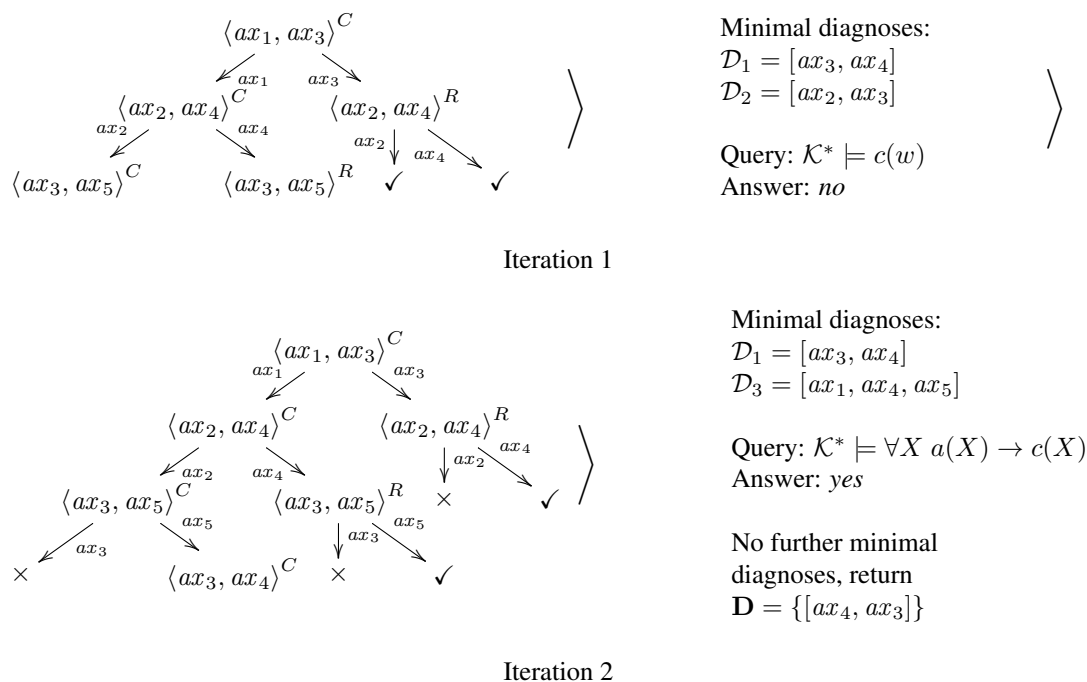 ⟨ax₁, ax₃⟩ᶜ
ax₁ ax₃
⟨ax₂, ax₄⟩ᶜ ⟨ax₂, ax₄⟩ᴿ
ax₂ ax₄ ax₂ ax₄
⟨ax₃, ax₅⟩ᶜ ⟨ax₃, ax₅⟩ᴿ ✓ ✓
⟩
Minimal diagnoses:
𝒟₁ = [ax₃, ax₄]
𝒟₂ = [ax₂, ax₃]
Query: 𝒦* ⊨ c(w)
Answer: no
⟩
Iteration 1
⟨ax₁, ax₃⟩ᶜ
ax₁ ax₃
⟨ax₂, ax₄⟩ᶜ ⟨ax₂, ax₄⟩ᴿ
ax₂ ax₄ ax₂ ax₄
⟨ax₃, ax₅⟩ᶜ ⟨ax₃, ax₅⟩ᴿ × ✓
ax₃ ax₅ ax₃ ax₅
× ⟨ax₃, ax₄⟩ᶜ × ✓
⟩
Minimal diagnoses:
𝒟₁ = [ax₃, ax₄]
𝒟₃ = [ax₁, ax₄, ax₅]
Query: 𝒦* ⊨ ∀X a(X) → c(X)
Answer: yes
No further minimal
diagnoses, return
𝐃 = {[ax₄, ax₃]}
Iteration 2